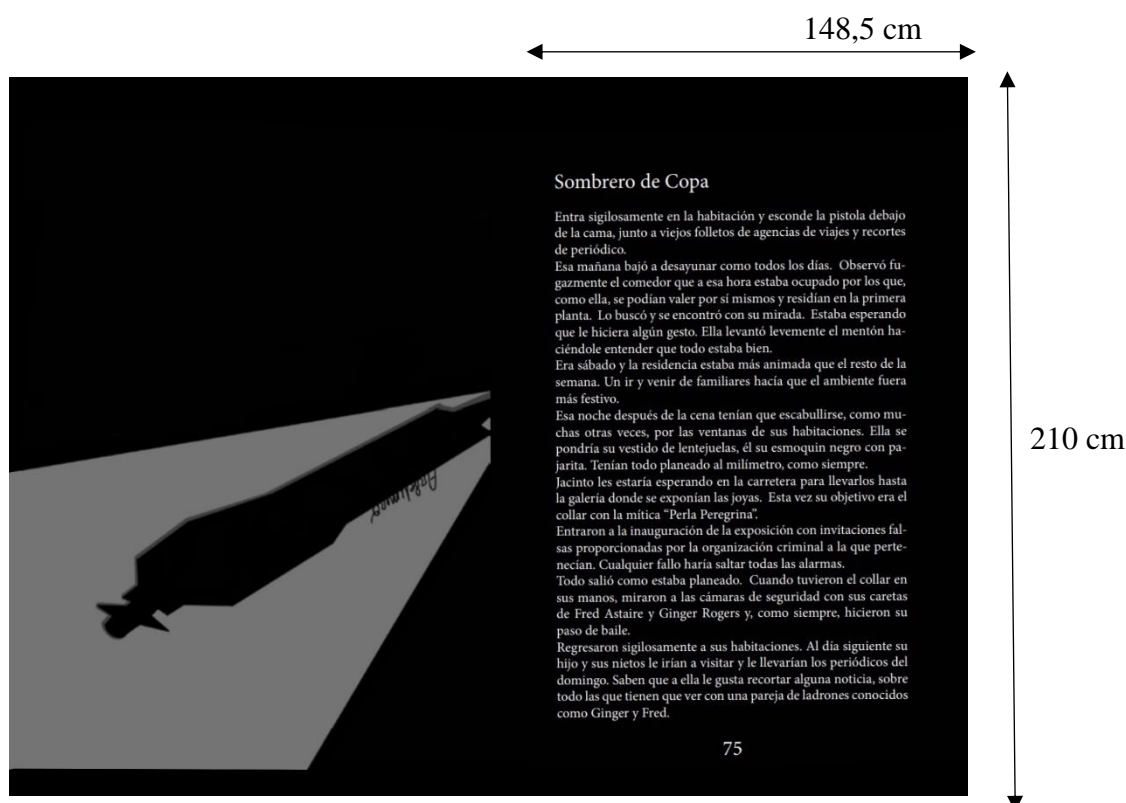 148,5 cm
210 cm
Sombrero de Copa
Entra sigilosamente en la habitación y esconde la pistola debajo
de la cama, junto a viejos folletos de agencias de viajes y recortes
de periódico.
Esa mañana bajó a desayunar como todos los días. Observó fu-
gazmente el comedor que a esa hora estaba ocupado por los que,
como ella, se podían valer por sí mismos y residían en la primera
planta. Lo buscó y se encontró con su mirada. Estaba esperando
que le hiciera algún gesto. Ella levantó levemente el mentón ha-
ciéndole entender que todo estaba bien.
Era sábado y la residencia estaba más animada que el resto de la
semana. Un ir y venir de familiares hacía que el ambiente fuera
más festivo.
Esa noche después de la cena tenían que escabullirse, como mu-
chas otras veces, por las ventanas de sus habitaciones. Ella se
pondría su vestido de lentejuelas, él su esmoquin negro con pa-
jarita. Tenían todo planeado al milímetro, como siempre.
Jacinto les estaría esperando en la carretera para llevarlos hasta
la galería donde se exponían las joyas. Esta vez su objetivo era el
collar con la mítica “Perla Peregrina”.
Entraron a la inauguración de la exposición con invitaciones fal-
sas proporcionadas por la organización criminal a la que perte-
necían. Cualquier fallo haría saltar todas las alarmas.
Todo salió como estaba planeado. Cuando tuvieron el collar en
sus manos, miraron a las cámaras de seguridad con sus caretas
de Fred Astaire y Ginger Rogers y, como siempre, hicieron su
paso de baile.
Regresaron sigilosamente a sus habitaciones. Al día siguiente su
hijo y sus nietos le irían a visitar y le llevarían los periódicos del
domingo. Saben que a ella le gusta recortar alguna noticia, sobre
todo las que tienen que ver con una pareja de ladrones conocidos
como Ginger y Fred.
75